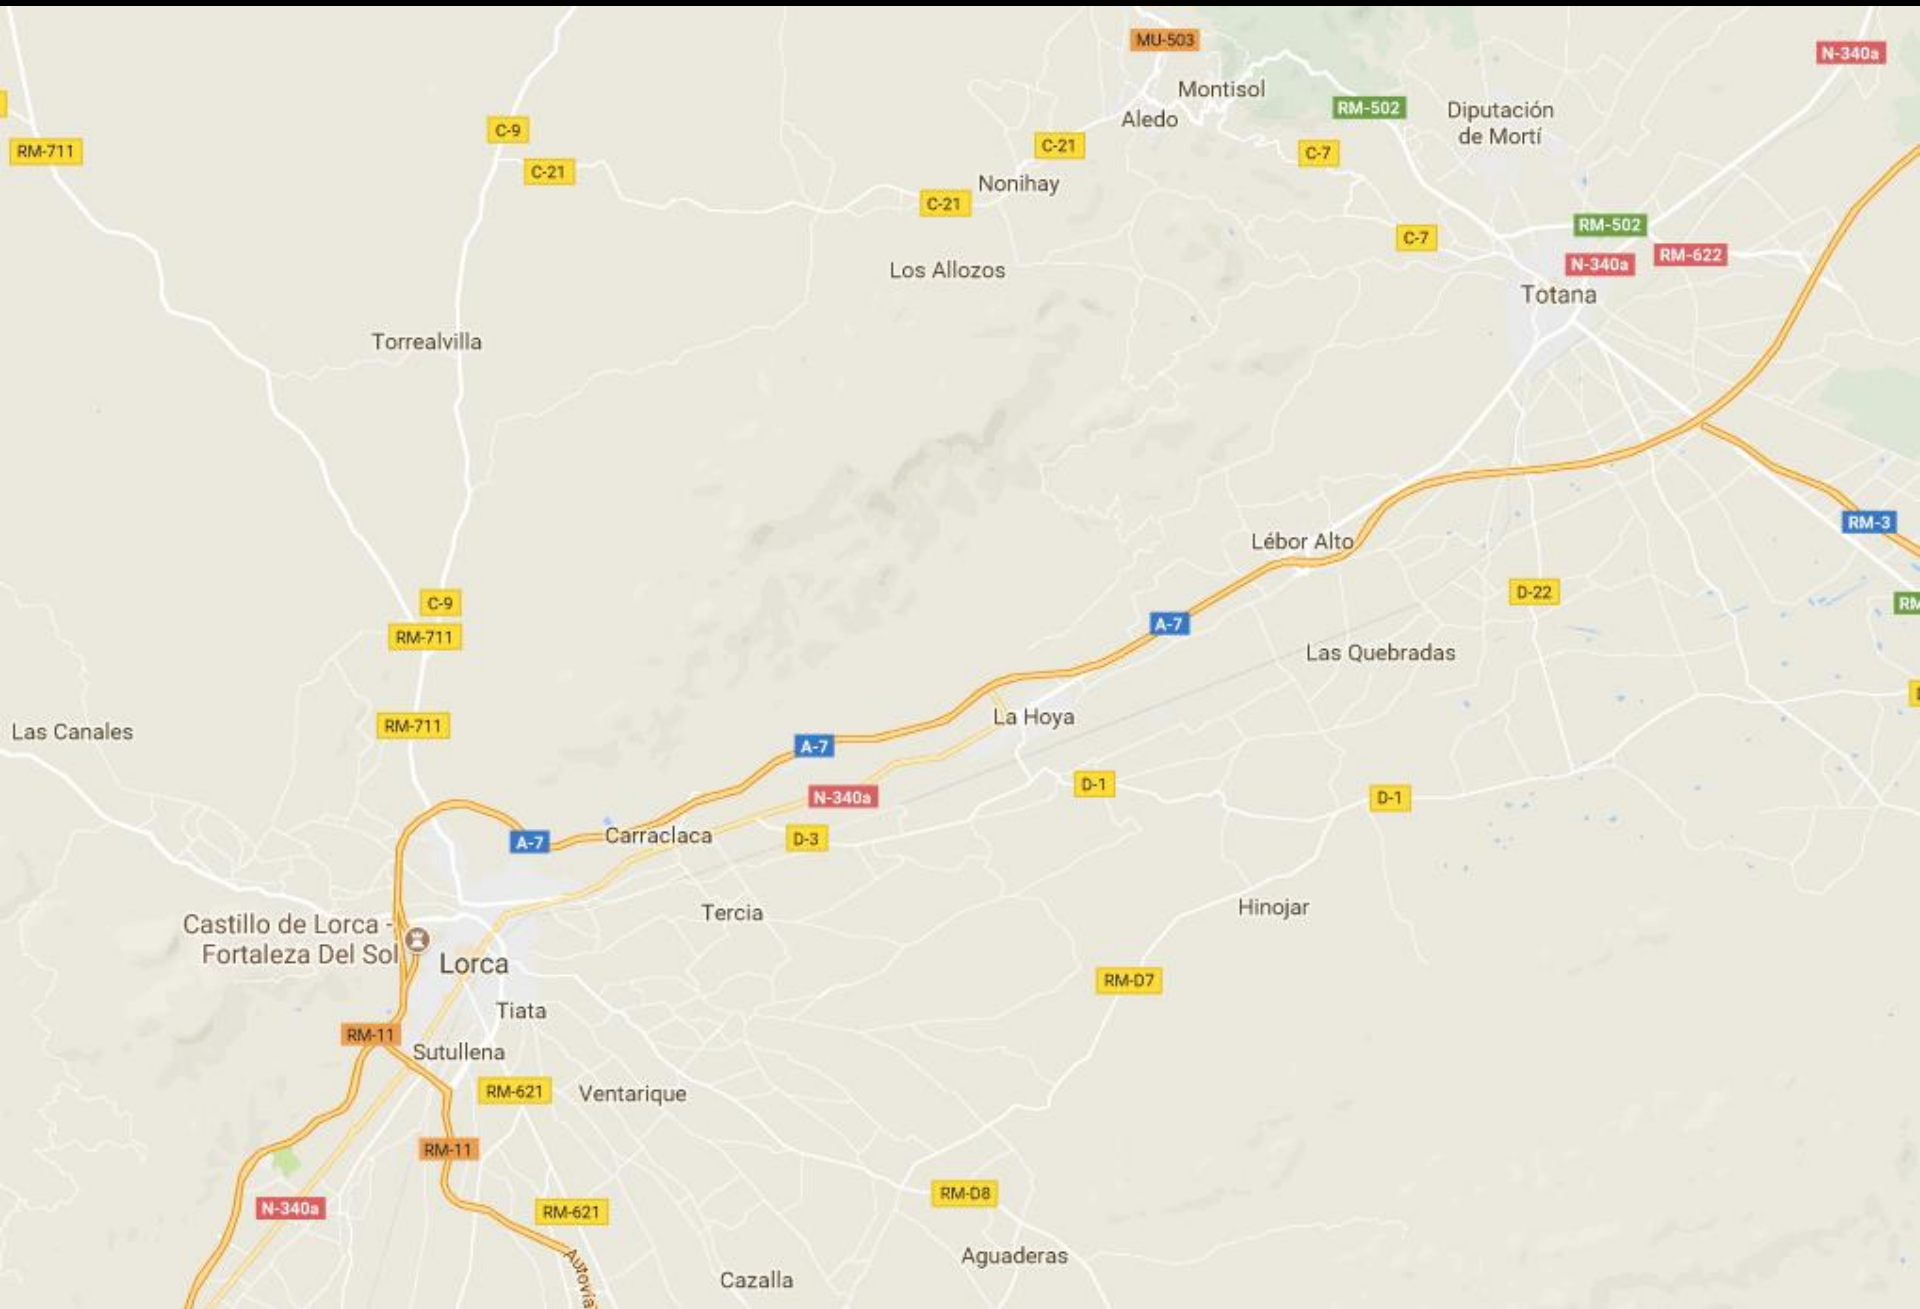 MU-503
N-340a
Montisol
RM-502
Diputación
de Mortí
Aledo
C-9
RM-711
C-21
C-7
C-21
Nonihay
C-21
RM-502
C-7
RM-622
N-340a
Los Allozos
Totana
Torrealvilla
RM-3
Lébor Alto
D-22
C-9
RM
A-7
RM-711
Las Quebradas
La Hoya
RM-711
Las Canales
A-7
D-1
N-340a
D-1
Carraclaca
D-3
A-7
Hinojar
Tercia
Castillo de Lorca -
Fortaleza Del Sol
Lorca
RM-D7
Tiata
RM-11
Sutullena
RM-621
Ventarique
RM-11
RM-D8
N-340a
RM-621
Aguaderas
Autovía
Cazalla